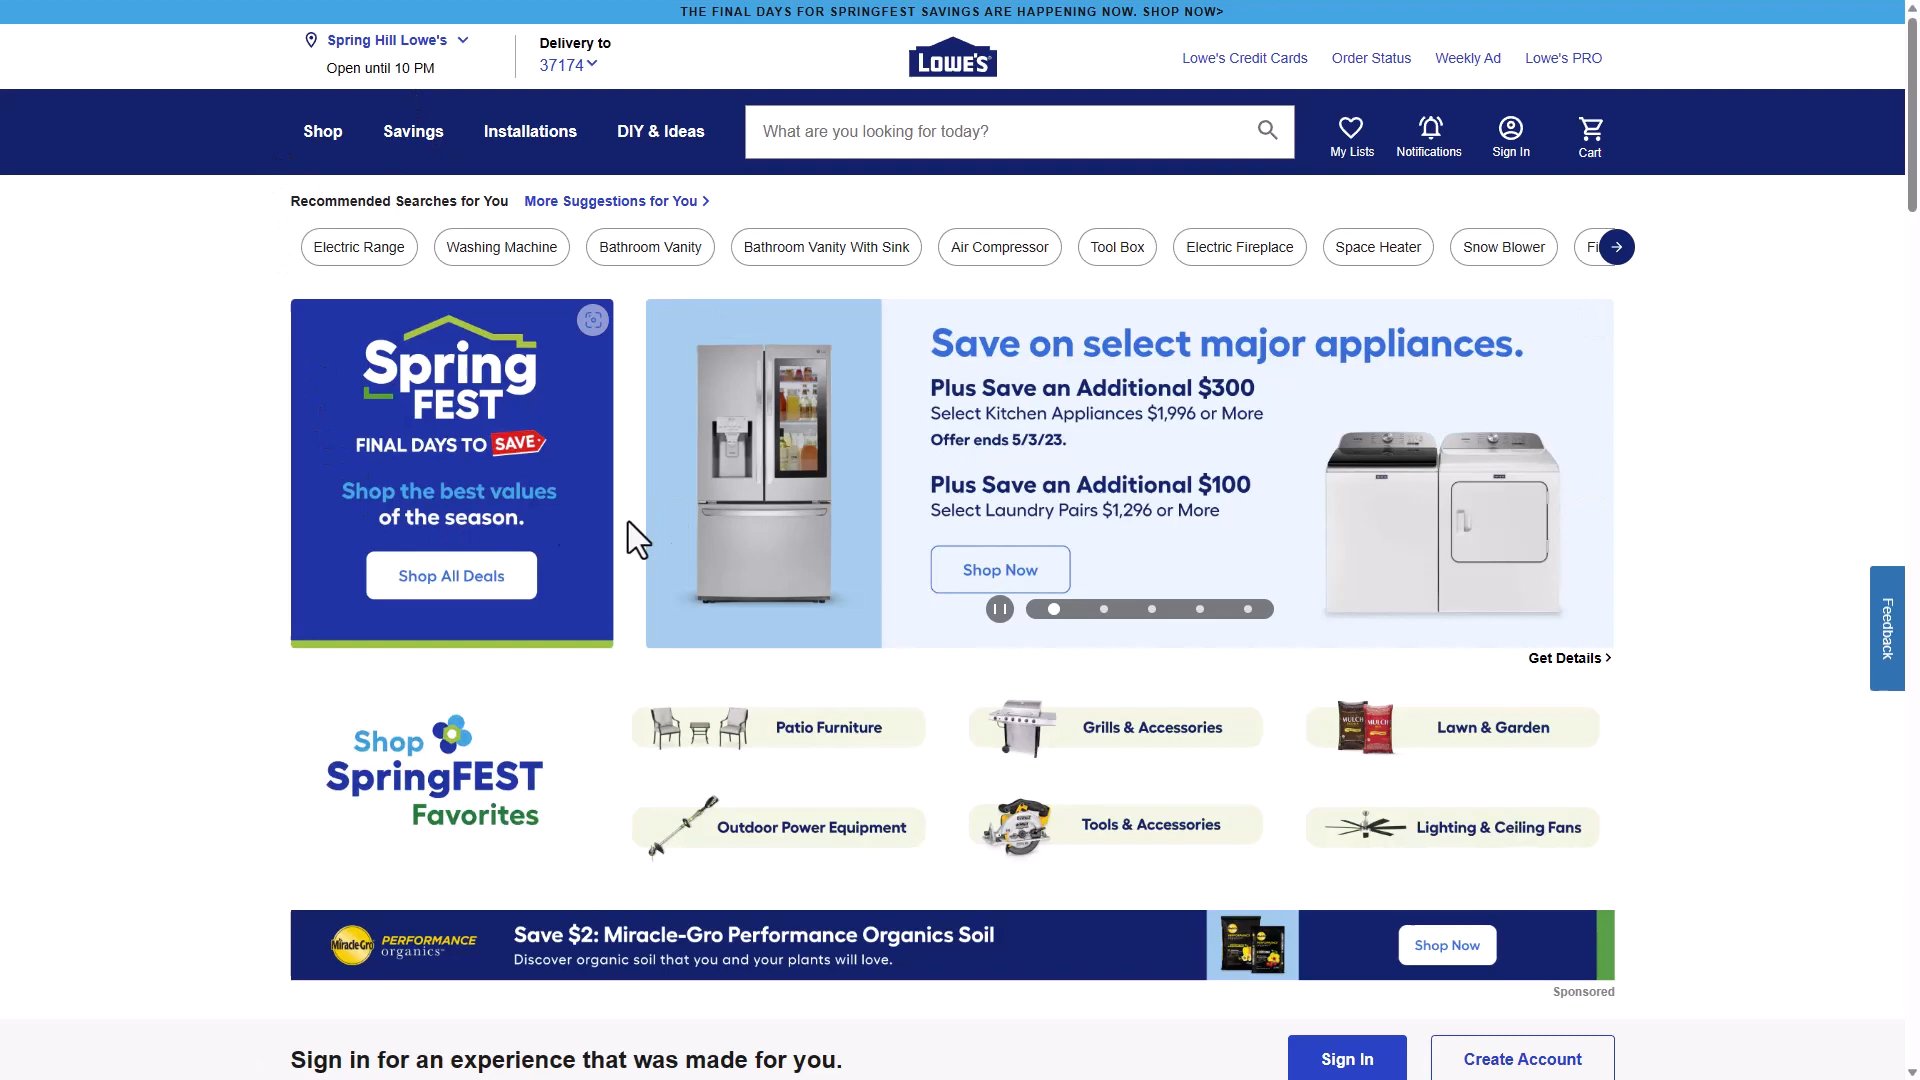 THE FINAL DAYS FOR SPRINGFEST SAVINGS ARE HAPPENING NOW. SHOP NOW>
Spring Hill Lowe's
Open until 10 PM
Delivery to
37174
LOWE'S
Lowe's Credit Cards
Order Status
Weekly Ad
Lowe's PRO
Shop
Savings
Installations
DIY & Ideas
What are you looking for today?
My Lists
Notifications
Sign In
Cart
Recommended Searches for You
More Suggestions for You
Electric Range
Washing Machine
Bathroom Vanity
Bathroom Vanity With Sink
Air Compressor
Tool Box
Electric Fireplace
Space Heater
Snow Blower
Spring
FEST
FINAL DAYS TO SAVE
Shop the best values
of the season.
Shop All Deals
Save on select major appliances.
Plus Save an Additional $300
Select Kitchen Appliances $1,996 or More
Offer ends 5/3/23.
Plus Save an Additional $100
Select Laundry Pairs $1,296 or More
Shop Now
Get Details
Feedback
Shop
SpringFEST
Favorites
Patio Furniture
Grills & Accessories
MULCH
MULCH
Lawn & Garden
Outdoor Power Equipment
Tools & Accessories
Lighting & Ceiling Fans
Miracle-Gro
PERFORMANCE
organics
Save $2: Miracle-Gro Performance Organics Soil
Discover organic soil that you and your plants will love.
Shop Now
Sponsored
Sign in for an experience that was made for you.
Sign In
Create Account